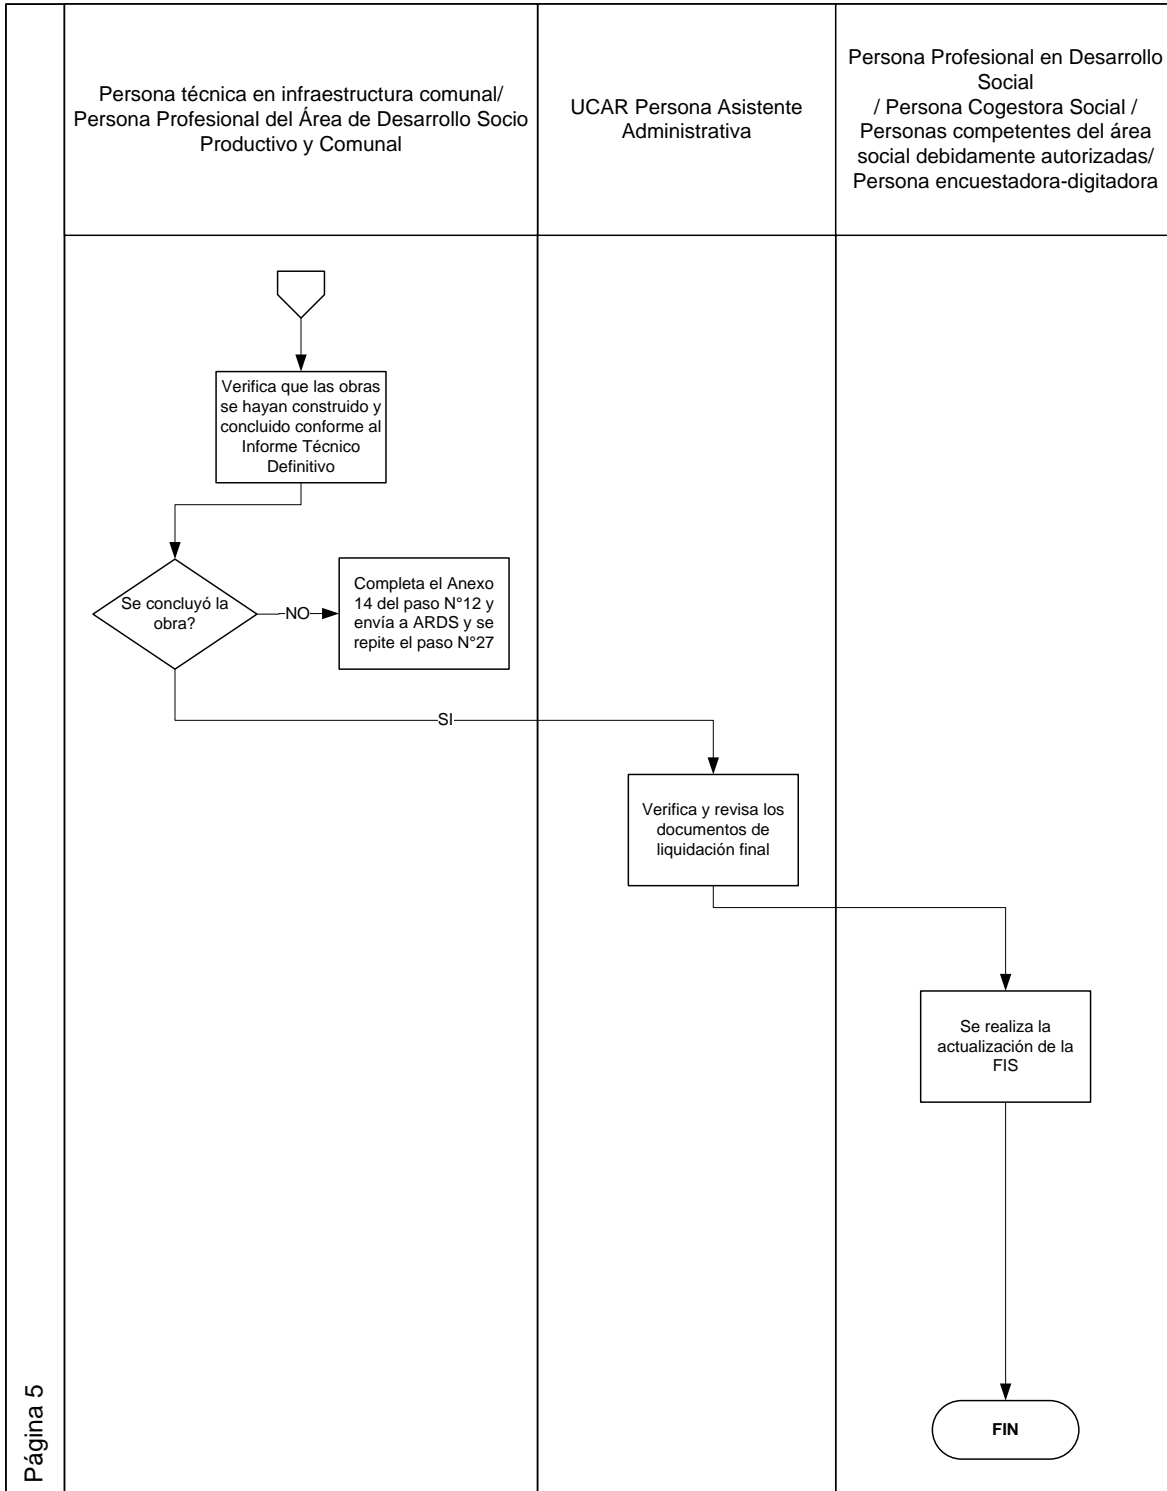 Persona técnica en infraestructura comunal/
Persona Profesional del Área de Desarrollo Socio
Productivo y Comunal
UCAR Persona Asistente
Administrativa
Persona Profesional en Desarrollo
Social
/ Persona Cogestora Social /
Personas competentes del área
social debidamente autorizadas/
Persona encuestadora-digitadora
Verifica que las obras
se hayan construido y
concluido conforme al
Informe Técnico
Definitivo
Se concluyó la
obra?
NO
Completa el Anexo
14 del paso N°12 y
envía a ARDS y se
repite el paso N°27
SI
Verifica y revisa los
documentos de
liquidación final
Se realiza la
actualización de la
FIS
FIN
Página 5